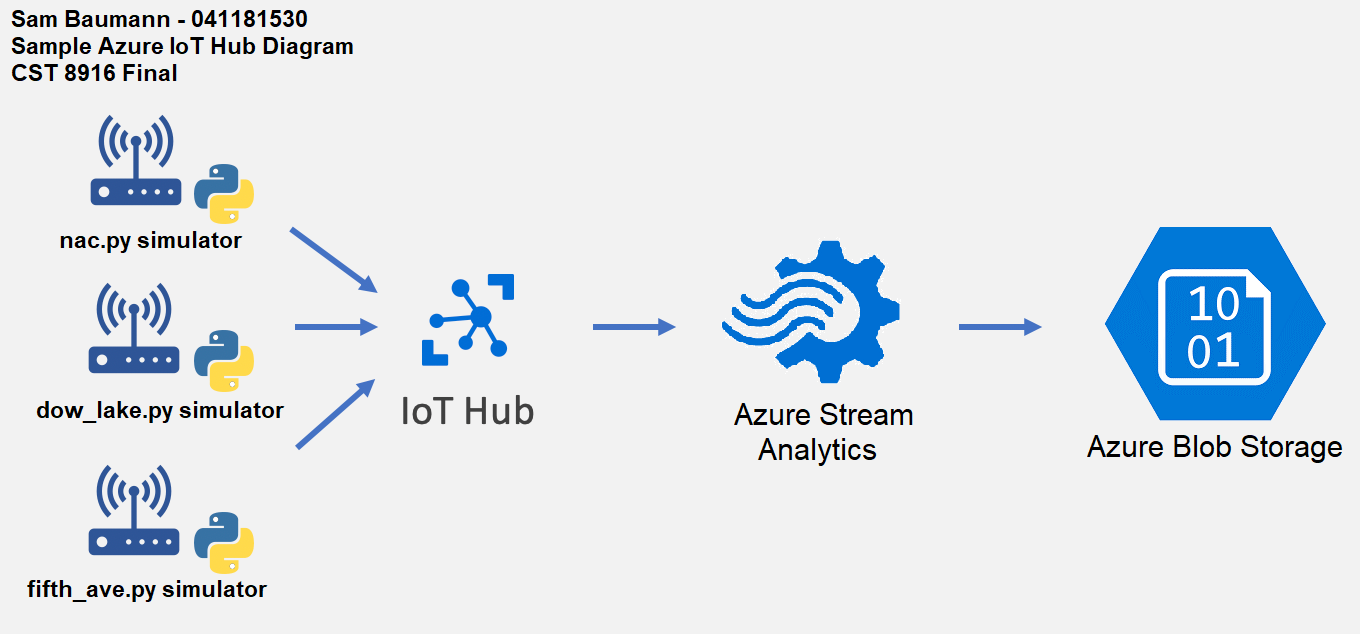 Sam Baumann - 041181530
Sample Azure IoT Hub Diagram
CST 8916 Final
nac.py simulator
dow_lake.py simulator
fifth_ave.py simulator
IoT Hub
Azure Stream
Analytics
10
01
Azure Blob Storage